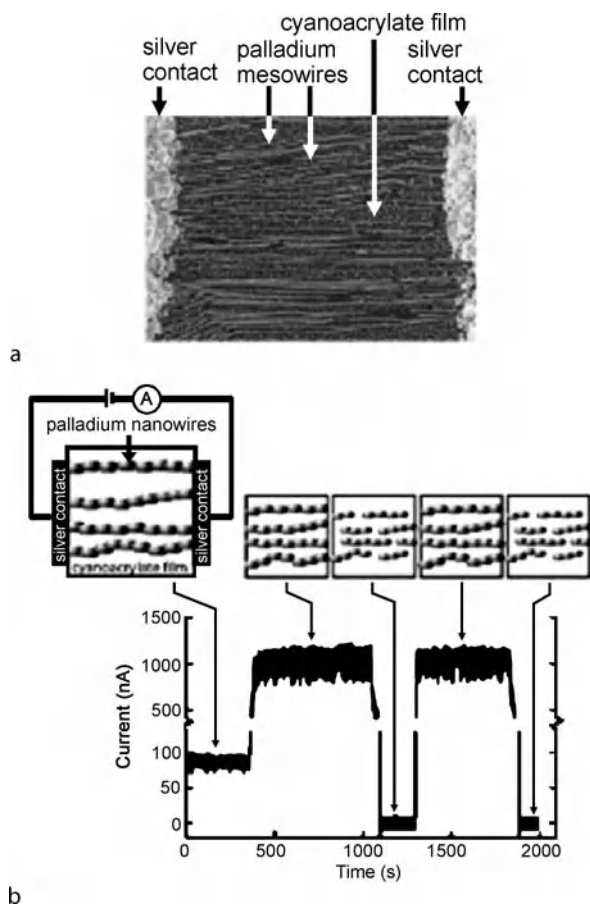 cyanoacrylate film
silver contact
palladium mesowires
silver contact
a
A
palladium nanowires
silver contact
silver contact
cyanoacrylate film
Current (nA)
1500
1000
500
100
50
0
0
500
1000
1500
2000
Time (s)
b